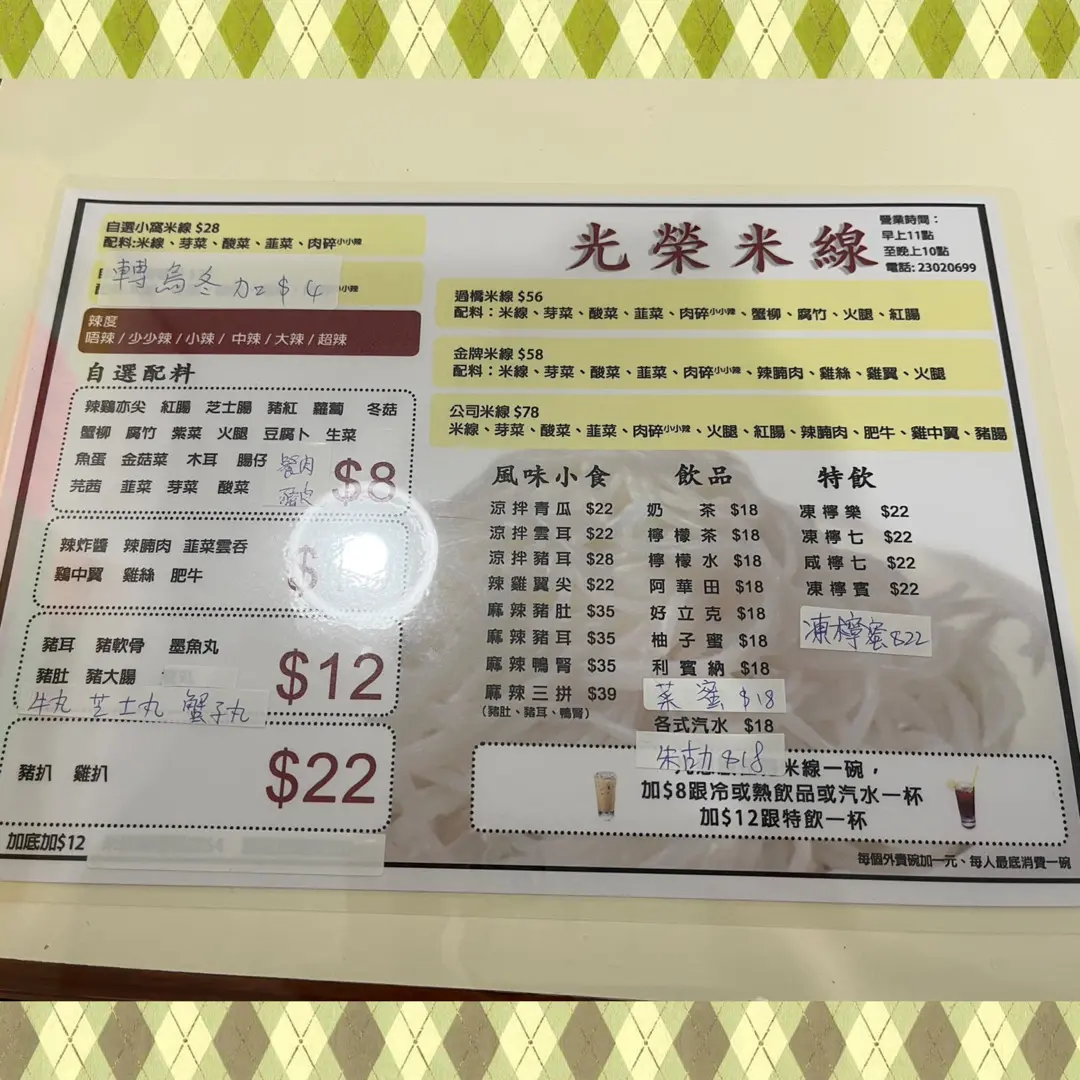 自選小窩米線 $28
配料:米線、芽菜、酸菜、韮菜、肉碎小小辣
轉烏冬加$4
小辣
辣度
唔辣/少少辣/小辣/中辣/大辣/超辣
自選配料
辣鷄亦尖 紅腸 芝士腸 豬紅 蘿蔔 冬菇
蟹柳 腐竹 紫菜 火腿 豆腐卜 生菜
魚蛋 金菇菜 木耳 腸仔
芫茜 韮菜 芽菜 酸菜
$8
辣炸醬 辣腩肉 韮菜雲吞
鷄中翼 雞絲 肥牛
$
豬耳 豬軟骨 墨魚丸
豬肚 豬大腸
牛丸 芝士丸 蟹子丸
$12
豬扒 雞扒
$22
加底加$12
光榮米線
營業時間：
早上11點
至晚上10點
電話: 23020699
過橋米線 $56
配料：米線、芽菜、酸菜、韮菜、肉碎小小辣、蟹柳、腐竹、火腿、紅腸
金牌米線 $58
配料：米線、芽菜、酸菜、韮菜、肉碎小小辣、辣腩肉、雞絲、雞翼、火腿
公司米線 $78
米線、芽菜、酸菜、韮菜、肉碎小小辣、火腿、紅腸、辣腩肉、肥牛、雞中翼、豬腸
風味小食
涼拌青瓜 $22
涼拌雲耳 $22
涼拌豬耳 $28
辣雞翼尖 $22
麻辣豬肚 $35
麻辣豬耳 $35
麻辣鴨腎 $35
麻辣三拼 $39
(豬肚、豬耳、鴨腎)
飲品
奶茶 $18
檸檬茶 $18
檸檬水 $18
阿華田 $18
好立克 $18
柚子蜜 $18
利賓納 $18
菜蜜 $18
各式汽水 $18
朱古力 $18
特飲
凍檸樂 $22
凍檸七 $22
咸檸七 $22
凍檸賓 $22
凍檸蜜 $22
米線一碗，
加$8跟冷或熱飲品或汽水一杯
加$12跟特飲一杯
每個外賣碗加一元、每人最底消費一碗